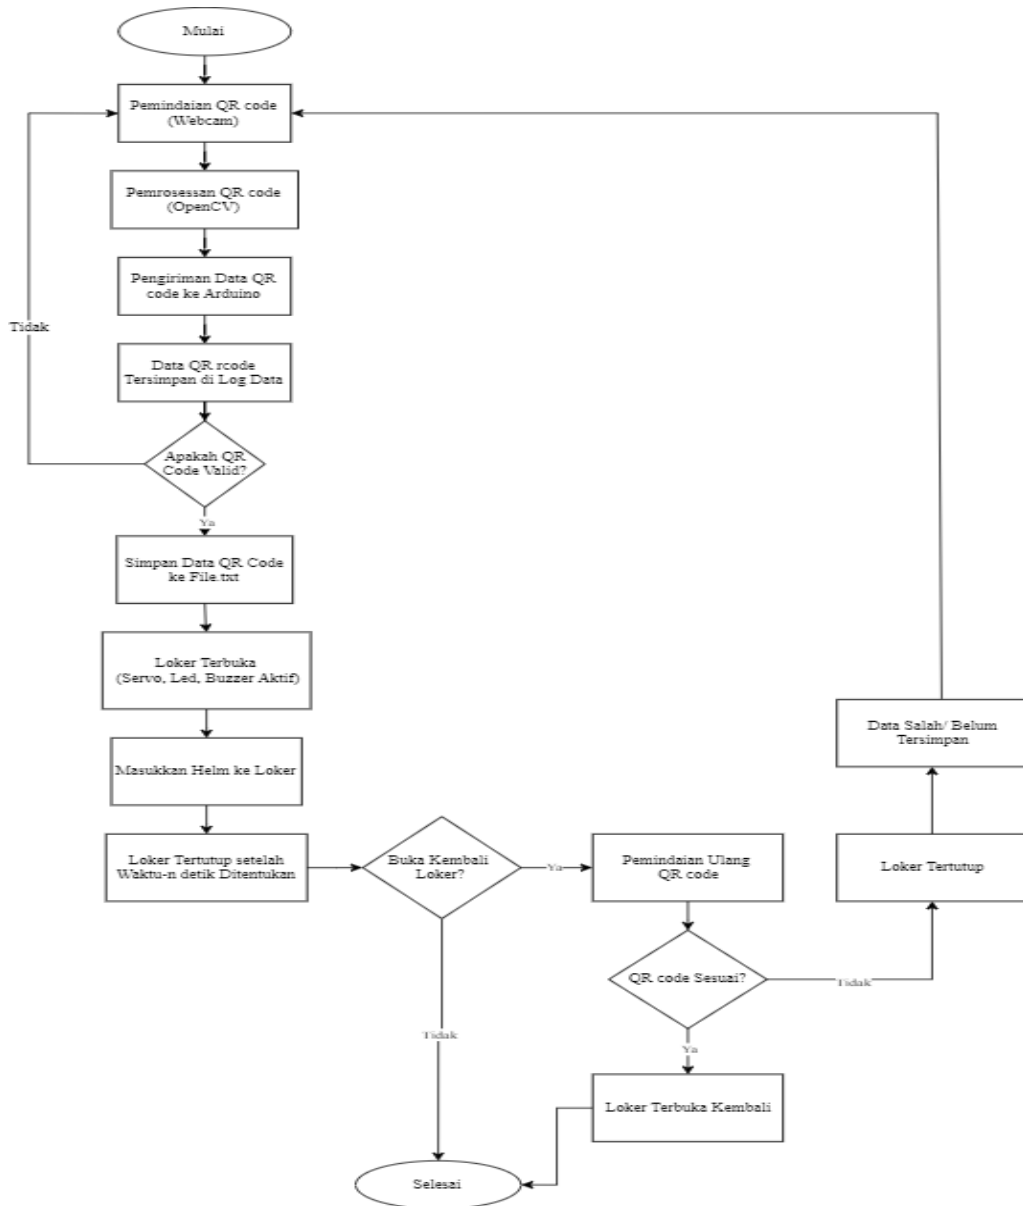 Mulai
Pemindaian QR code
(Webcam)
Pemrosessan QR code
(OpenCV)
Pengiriman Data QR
code ke Arduino
Tidak
Data QR rcode
Tersimpan di Log Data
Apakah QR
Code Valid?
Ya
Simpan Data QR Code
ke File.txt
Loker Terbuka
(Servo, Led, Buzzer Aktif)
Masukkan Helm ke Loker
Loker Tertutup setelah
Waktu-n detik Ditentukan
Buka Kembali
Loker?
Ya
Pemindaian Ulang
QR code
QR code Sesuai?
Tidak
Loker Tertutup
Data Salah/ Belum
Tersimpan
Tidak
Ya
Loker Terbuka Kembali
Selesai